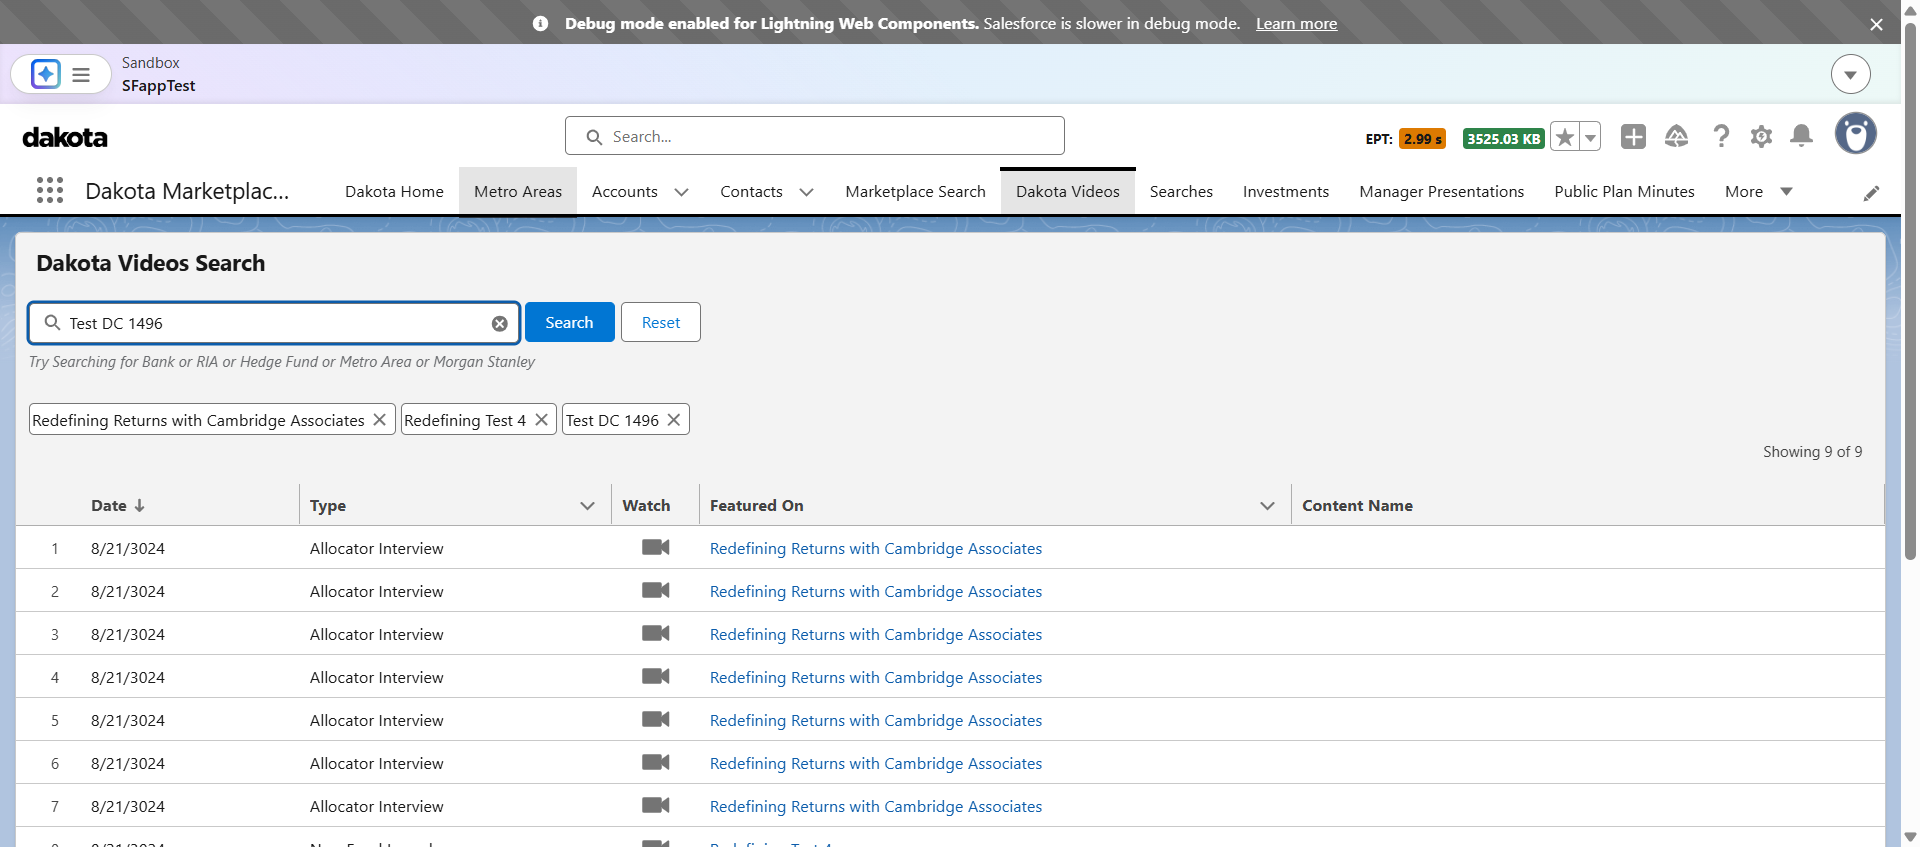 Debug mode enabled for Lightning Web Components. Salesforce is slower in debug mode. Learn more
Sandbox
SFappTest
dakota
Search...
EPT: 2.99 s 3525.03 KB
Dakota Marketplac... Dakota Home Metro Areas Accounts Contacts Marketplace Search Dakota Videos Searches Investments Manager Presentations Public Plan Minutes More
Dakota Videos Search
Test DC 1496 Search Reset
Try Searching for Bank or RIA or Hedge Fund or Metro Area or Morgan Stanley
Redefining Returns with Cambridge Associates Redefining Test 4 Test DC 1496
Showing 9 of 9
Date Type Watch Featured On Content Name
1 8/21/3024 Allocator Interview Redefining Returns with Cambridge Associates
2 8/21/3024 Allocator Interview Redefining Returns with Cambridge Associates
3 8/21/3024 Allocator Interview Redefining Returns with Cambridge Associates
4 8/21/3024 Allocator Interview Redefining Returns with Cambridge Associates
5 8/21/3024 Allocator Interview Redefining Returns with Cambridge Associates
6 8/21/3024 Allocator Interview Redefining Returns with Cambridge Associates
7 8/21/3024 Allocator Interview Redefining Returns with Cambridge Associates